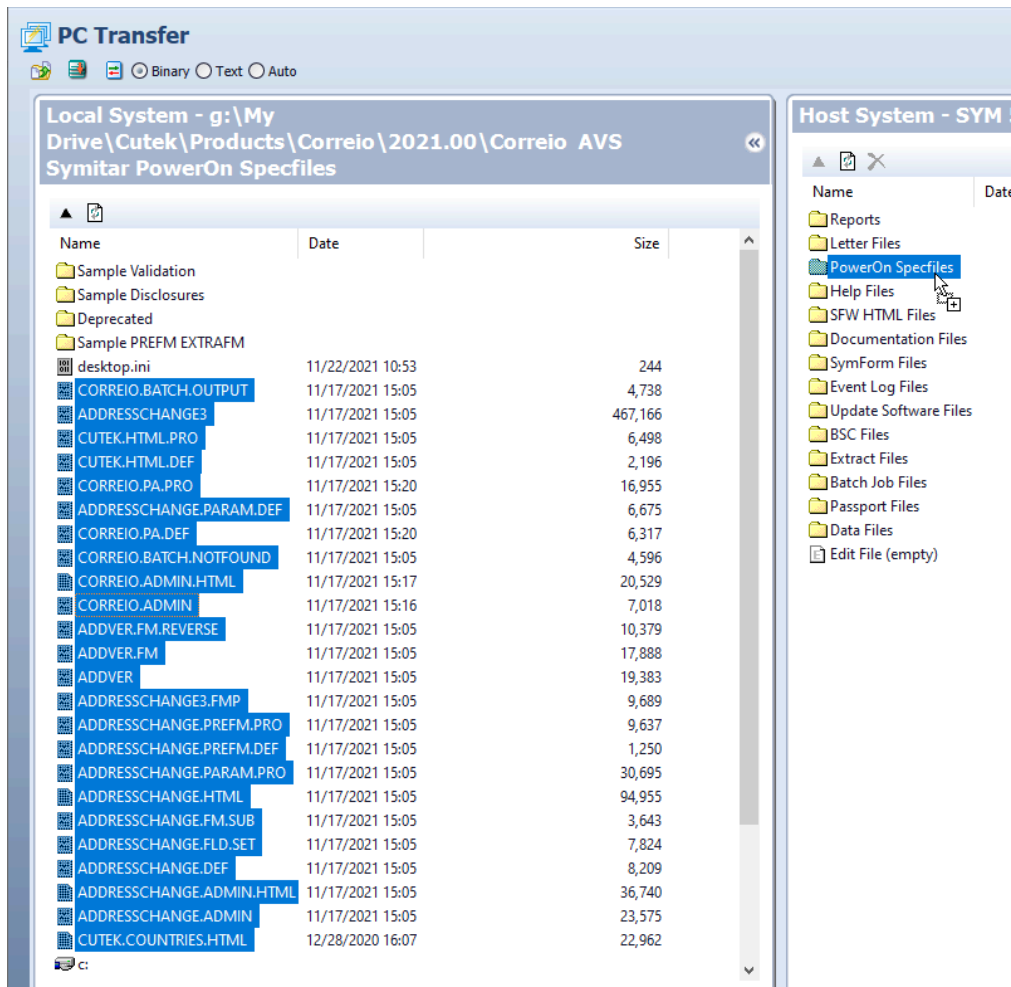 PC Transfer
Binary Text Auto
Local System - g:\My
Drive\Cutek\Products\Correio\2021.00\Correio AVS
Symitar PowerOn Specfiles
Name Date Size
Sample Validation
Sample Disclosures
Deprecated
Sample PREFM EXTRAFM
desktop.ini 11/22/2021 10:53 244
CORREIO.BATCH.OUTPUT 11/17/2021 15:05 4,738
ADDRESSCHANGE3 11/17/2021 15:05 467,166
CUTEK.HTML.PRO 11/17/2021 15:05 6,498
CUTEK.HTML.DEF 11/17/2021 15:05 2,196
CORREIO.PA.PRO 11/17/2021 15:20 16,955
ADDRESSCHANGE.PARAM.DEF 11/17/2021 15:05 6,675
CORREIO.PA.DEF 11/17/2021 15:20 6,317
CORREIO.BATCH.NOTFOUND 11/17/2021 15:05 4,596
CORREIO.ADMIN.HTML 11/17/2021 15:17 20,529
CORREIO.ADMIN 11/17/2021 15:16 7,018
ADDVER.FM.REVERSE 11/17/2021 15:05 10,379
ADDVER.FM 11/17/2021 15:05 17,888
ADDVER 11/17/2021 15:05 19,383
ADDRESSCHANGE3.FMP 11/17/2021 15:05 9,689
ADDRESSCHANGE.PREFM.PRO 11/17/2021 15:05 9,637
ADDRESSCHANGE.PREFM.DEF 11/17/2021 15:05 1,250
ADDRESSCHANGE.PARAM.PRO 11/17/2021 15:05 30,695
ADDRESSCHANGE.HTML 11/17/2021 15:05 94,955
ADDRESSCHANGE.FM.SUB 11/17/2021 15:05 3,643
ADDRESSCHANGE.FLD.SET 11/17/2021 15:05 7,824
ADDRESSCHANGE.DEF 11/17/2021 15:05 8,209
ADDRESSCHANGE.ADMIN.HTML 11/17/2021 15:05 36,740
ADDRESSCHANGE.ADMIN 11/17/2021 15:05 23,575
CUTEK.COUNTRIES.HTML 12/28/2020 16:07 22,962
c:
Host System - SYM
Name Date
Reports
Letter Files
PowerOn Specfiles
Help Files
SFW HTML Files
Documentation Files
SymForm Files
Event Log Files
Update Software Files
BSC Files
Extract Files
Batch Job Files
Passport Files
Data Files
Edit File (empty)